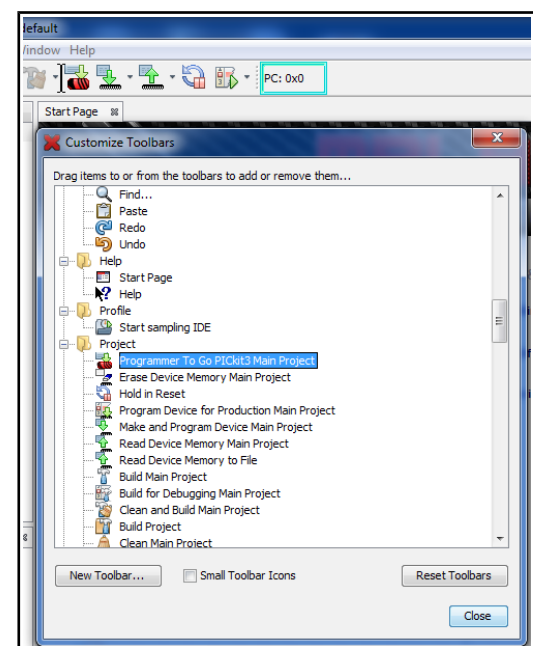 default
Window Help
PC: 0x0
Start Page
Customize Toolbars
Drag items to or from the toolbars to add or remove them...
Find...
Paste
Redo
Undo
Help
Start Page
Help
Profile
Start sampling IDE
Project
Programmer To Go PICkit3 Main Project
Erase Device Memory Main Project
Hold in Reset
Program Device for Production Main Project
Make and Program Device Main Project
Read Device Memory Main Project
Read Device Memory to File
Build Main Project
Build for Debugging Main Project
Clean and Build Main Project
Build Project
Clean Main Project
New Toolbar...
Small Toolbar Icons
Reset Toolbars
Close